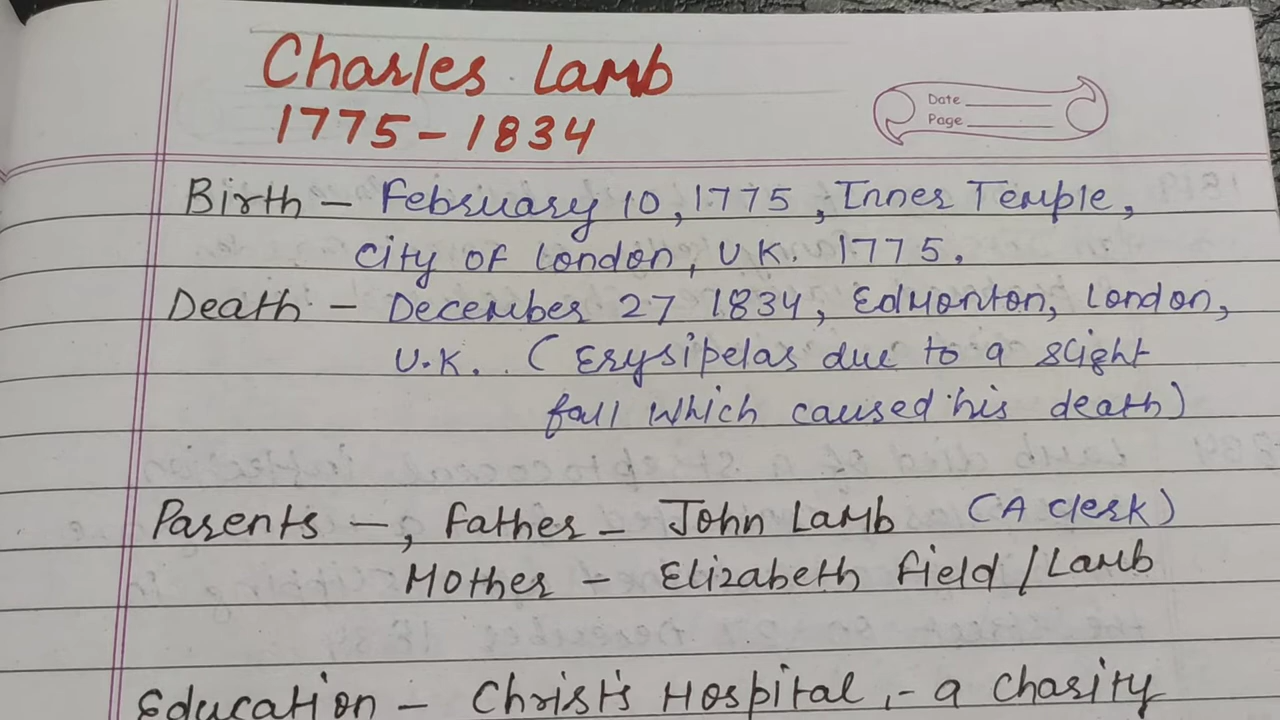 Charles Lamb
1775-1834
Date
Page
Birth - February 10, 1775, Inner Temple,
City of London, U.K. 1775.
Death - December 27 1834, Edmonton, London,
U.K. (Erysipelas due to a slight
fall which caused his death)
Parents -, Father - John Lamb (A clerk)
Mother - Elizabeth Field/Lamb
Education - Christ's Hospital, - a charity